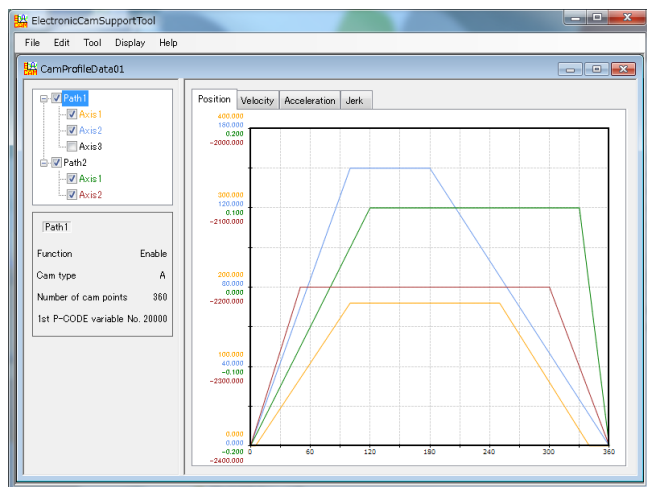 ElectronicCamSupportTool
File Edit Tool Display Help
CamProfileData01
Path1
Axis1
Axis2
Axis3
Path2
Axis1
Axis2
Path1
Function Enable
Cam type A
Number of cam points 360
1st P-CODE variable No. 20000
Position Velocity Acceleration Jerk
400.000
160.000
0.200
-2000.000
300.000
120.000
0.100
-2100.000
200.000
80.000
0.000
-2200.000
100.000
40.000
-0.100
-2300.000
0.000
0.000
-0.200
-2400.000
0 60 120 180 240 300 360